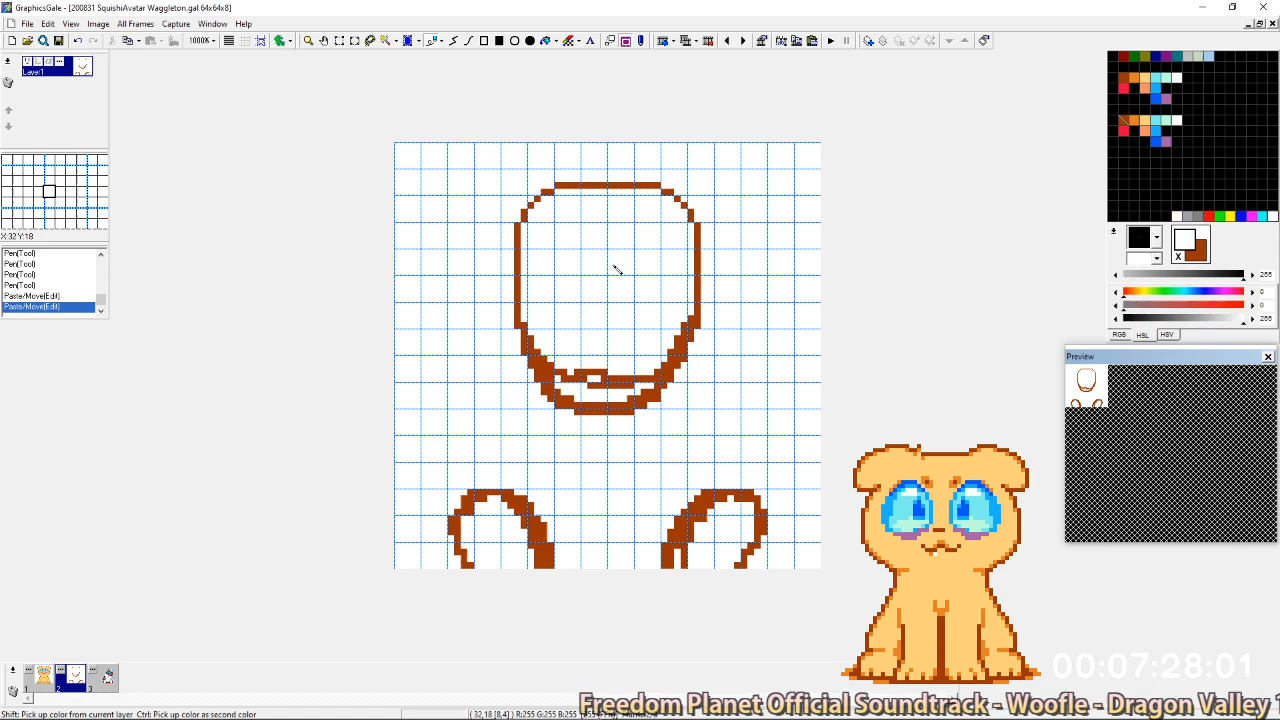 GraphicsGale - [200831 SquishiAvatar Waggleton.gal 64x64x8]
File Edit View Image All Frames Capture Window Help
1000%
Layer1
X:32 Y:18
Pen(Tool)
Pen(Tool)
Pen(Tool)
Pen(Tool)
Paste/Move(Edit)
Paste/Move(Edit)
X
255
0
0
255
RGB HSL HSV
Preview
1 2 3
00:07:28:01
Freedom Planet Official Soundtrack - Woofle - Dragon Valley
Shift: Pick up color from current layer Ctrl: Pick up color as second color
( 32,18 [8,4] ) R:255 G:255 B:255